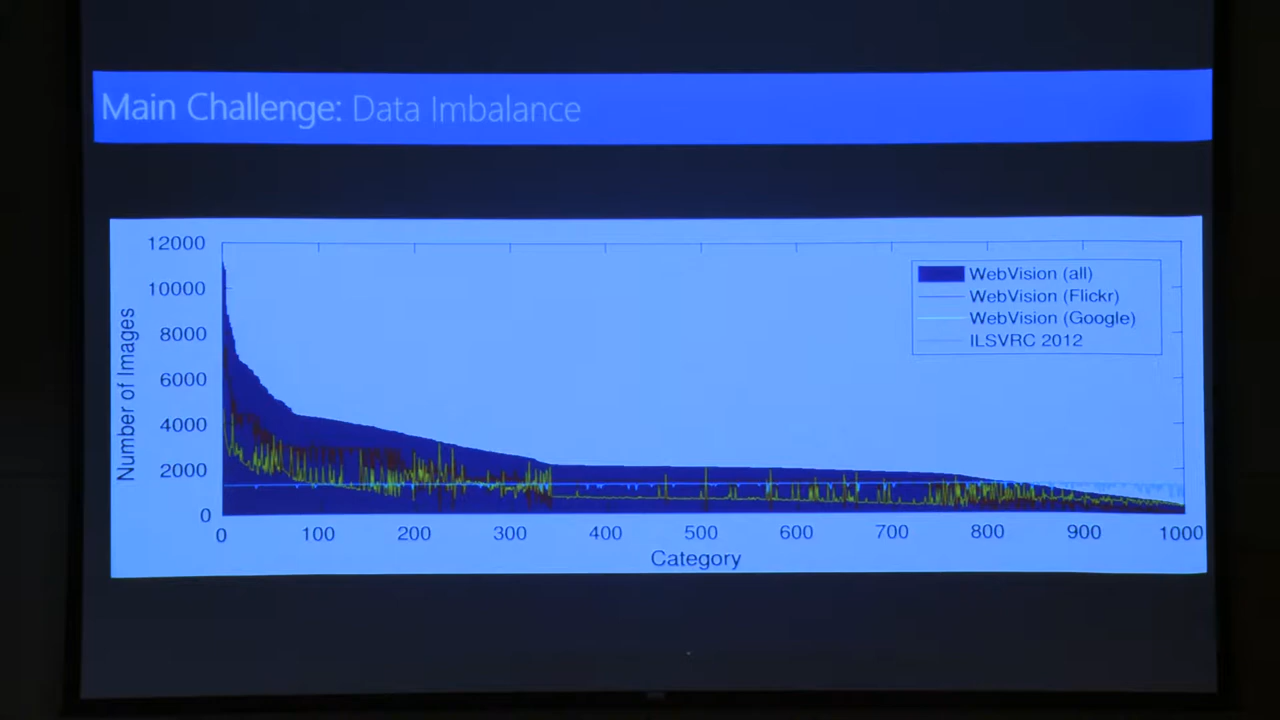 Main Challenge: Data Imbalance
12000
10000
8000
6000
4000
2000
0
Number of Images
WebVision (all)
WebVision (Flickr)
WebVision (Google)
ILSVRC 2012
0 100 200 300 400 500 600 700 800 900 1000
Category